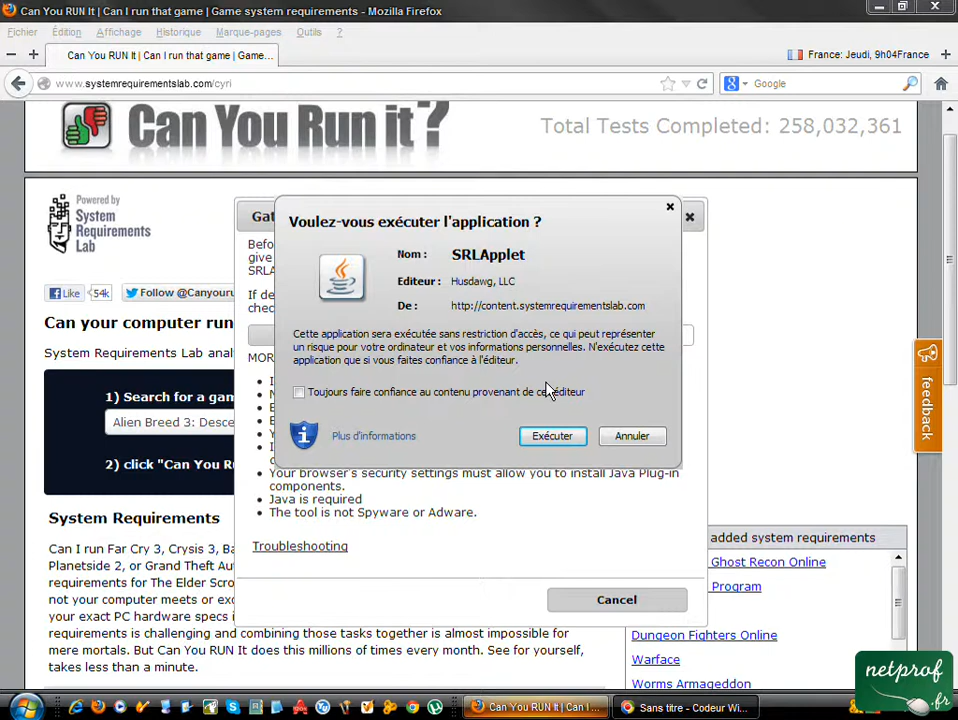 Can You RUN It | Can I run that game | Game system requirements - Mozilla Firefox
Fichier Édition Affichage Historique Marque-pages Outils ?
Can You RUN It | Can I run that game | Game...
France: Jeudi, 9h04France
www.systemrequirementslab.com/cyri
Google
Can You Run it?
Total Tests Completed: 258,032,361
Powered by
System
Requirements
Lab
Like 54k
Follow @Canyouru
Can your computer run
System Requirements Lab anal
1) Search for a gam
Alien Breed 3: Desce
2) click "Can You R
System Requirements
Can I run Far Cry 3, Crysis 3, Ba
Planetside 2, or Grand Theft Aut
requirements for The Elder Scro
not your computer meets or exc
your exact PC hardware specs i
requirements is challenging and combining those tasks together is almost impossible for
mere mortals. But Can You RUN It does this millions of times every month. See for yourself,
takes less than a minute.
Gat
Befo
give
SRLA
If de
chec
MOR
Your browser's security settings must allow you to install Java Plug-in
components.
Java is required
The tool is not Spyware or Adware.
Troubleshooting
Cancel
Voulez-vous exécuter l'application ?
Nom : SRLApplet
Editeur : Husdawg, LLC
De : http://content.systemrequirementslab.com
Cette application sera exécutée sans restriction d'accès, ce qui peut représenter
un risque pour votre ordinateur et vos informations personnelles. N'exécutez cette
application que si vous faites confiance à l'éditeur.
Toujours faire confiance au contenu provenant de cet éditeur
Plus d'informations
Exécuter
Annuler
feedback
added system requirements
Ghost Recon Online
Program
Dungeon Fighters Online
Warface
Worms Armageddon
netprof
.fr
Can You RUN It | Can I ...
Sans titre - Codeur Wi...